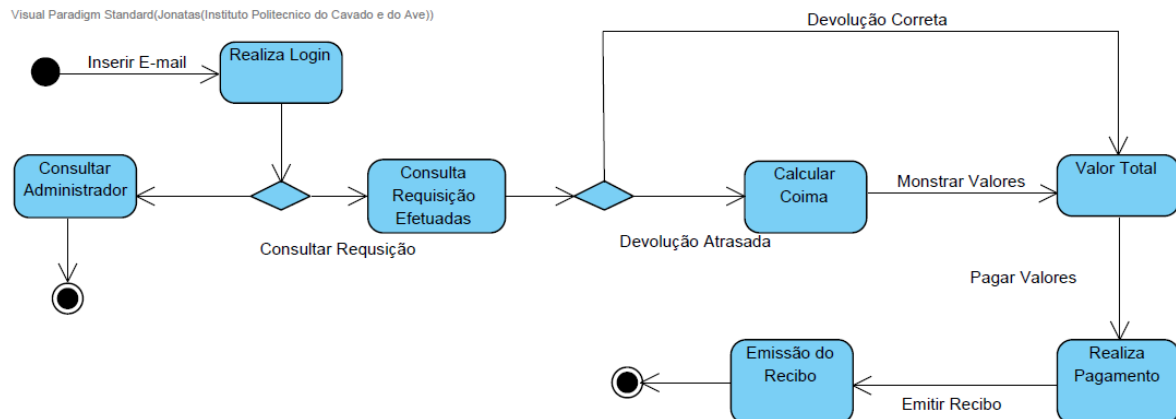 Visual Paradigm Standard(Jonatas(Instituto Politecnico do Cavado e do Ave))
Devolução Correta
Inserir E-mail
Realiza Login
Consultar
Administrador
Consulta
Requisição
Efetuadas
Calcular
Coima
Monstrar Valores
Valor Total
Consultar Requsição
Devolução Atrasada
Pagar Valores
Emissão do
Recibo
Emitir Recibo
Realiza
Pagamento